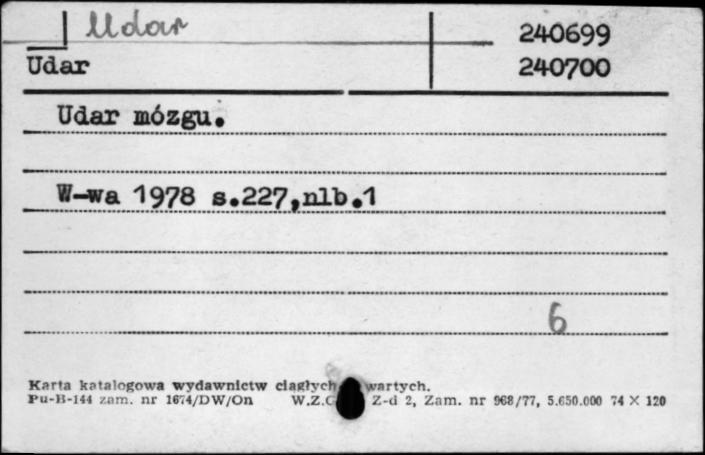 Udar
240699
Udar
240700
Udar mózgu.
W-wa 1978 s.227,nlb.1
6
Karta katalogowa wydawnictw ciągłych wartych.
Pu-B-144 zam. nr 1674/DW/On W.Z.G Z-d 2, Zam. nr 968/77, 5.650.000 74 X 120